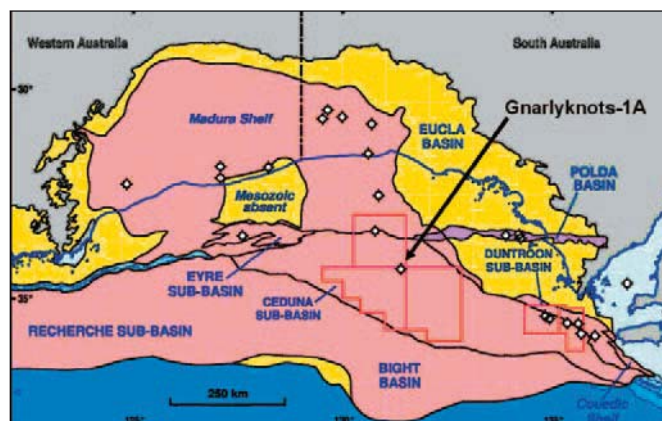 Western Australia
South Australia
30°
Madura Shelf
Gnarlyknots-1A
EUCLA
BASIN
POLDA
BASIN
Mesozoic
absent
DUNTROON
SUB-BASIN
EYRE
SUB-BASIN
CEDUNA
SUB-BASIN
35°
RECHERCHE SUB-BASIN
BIGHT
BASIN
250 km
Couedic
Shelf